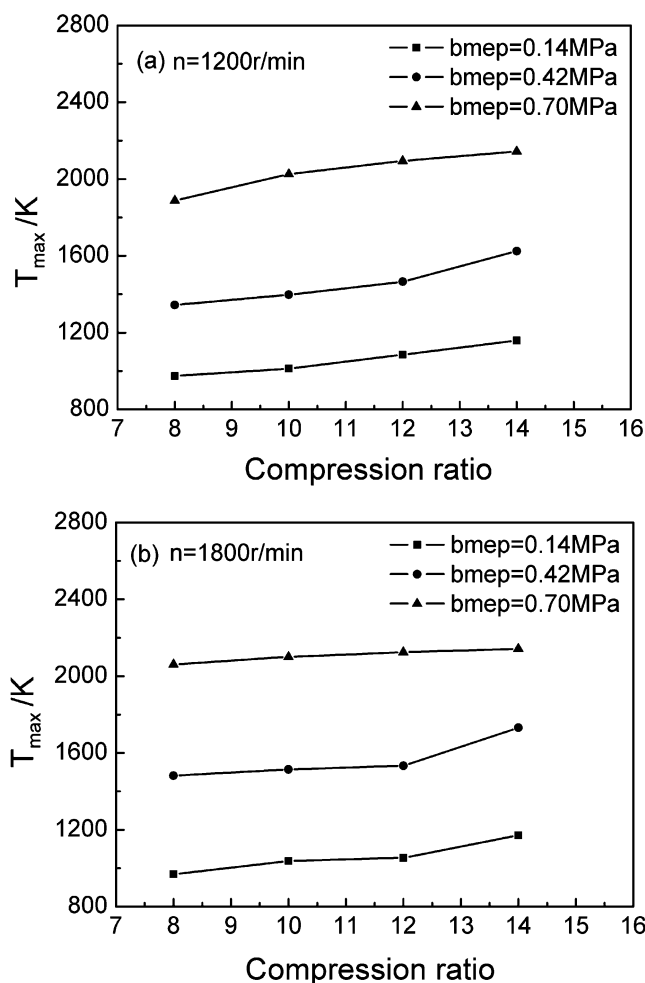 2800
(a) n=1200r/min
bmep=0.14MPa
bmep=0.42MPa
bmep=0.70MPa
2400
2000
1600
1200
800
Tmax /K
7 8 9 10 11 12 13 14 15 16
Compression ratio
2800
(b) n=1800r/min
bmep=0.14MPa
bmep=0.42MPa
bmep=0.70MPa
2400
2000
1600
1200
800
Tmax /K
7 8 9 10 11 12 13 14 15 16
Compression ratio